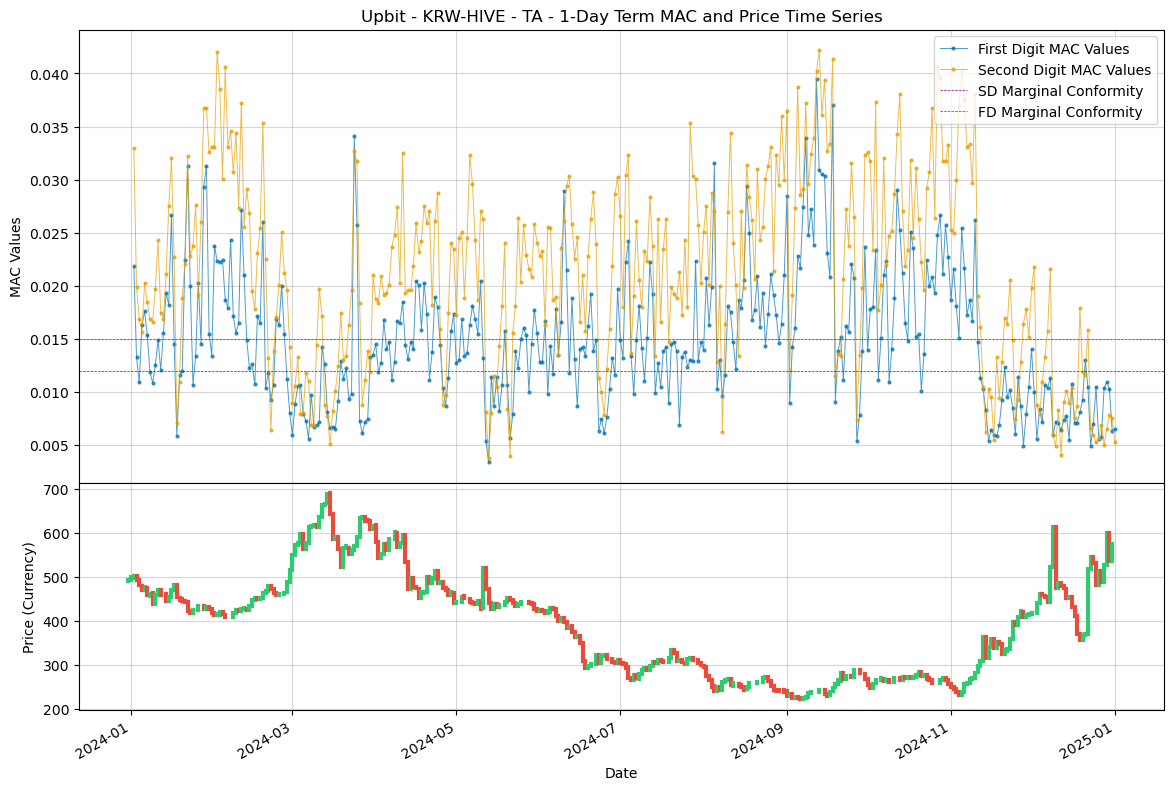 Upbit - KRW-HIVE - TA - 1-Day Term MAC and Price Time Series
First Digit MAC Values
Second Digit MAC Values
SD Marginal Conformity
FD Marginal Conformity
MAC Values
0.040
0.035
0.030
0.025
0.020
0.015
0.010
0.005
Price (Currency)
700
600
500
400
300
200
2024-01
2024-03
2024-05
2024-07
2024-09
2024-11
2025-01
Date